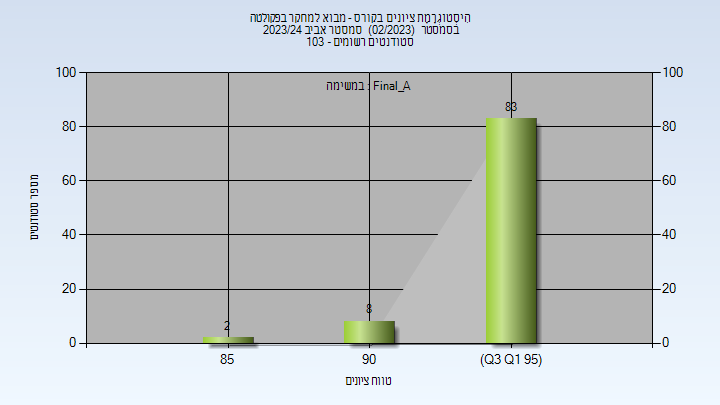 היסטוגרמת ציונים בקורס - מבוא למחקר בפקולטה
בסמסטר (02/2023) סמסטר אביב 2023/24
סטודנטים רשומים - 103
במשימה : Final_A
100 100
80 80
60 60
40 40
20 20
0 0
83
8
2
85 90 (Q3 Q1 95)
מספר סטודנטים
טווח ציונים